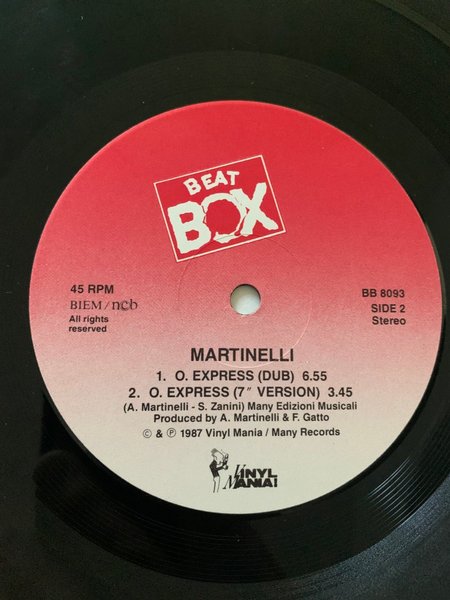 BEAT
BOX
45 RPM
BIEM/ncb
All rights
reserved
BB 8093
SIDE 2
Stereo
MARTINELLI
1. O. EXPRESS (DUB) 6.55
2. O. EXPRESS (7" VERSION) 3.45
(A. Martinelli - S. Zanini) Many Edizioni Musicali
Produced by A. Martinelli & F. Gatto
© & ℗ 1987 Vinyl Mania / Many Records
VINYL
MANIA!